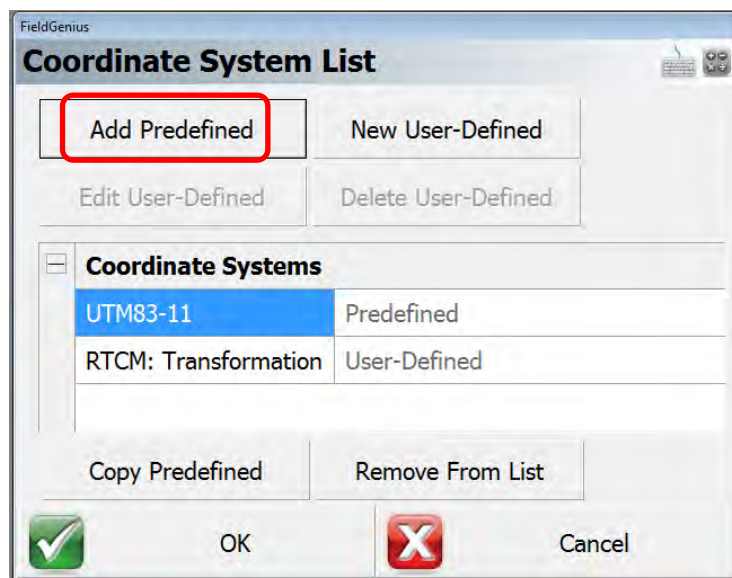 FieldGenius
Coordinate System List
Add Predefined New User-Defined
Edit User-Defined Delete User-Defined
Coordinate Systems
UTM83-11 Predefined
RTCM: Transformation User-Defined
Copy Predefined Remove From List
OK Cancel